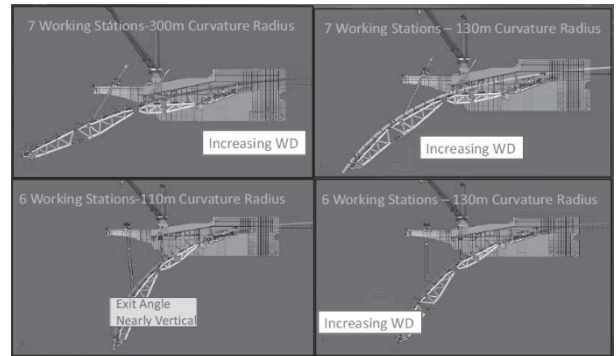 7 Working Stations-300m Curvature Radius
Increasing WD
7 Working Stations – 130m Curvature Radius
Increasing WD
6 Working Stations-110m Curvature Radius
Exit Angle
Nearly Vertical
6 Working Stations – 130m Curvature Radius
Increasing WD